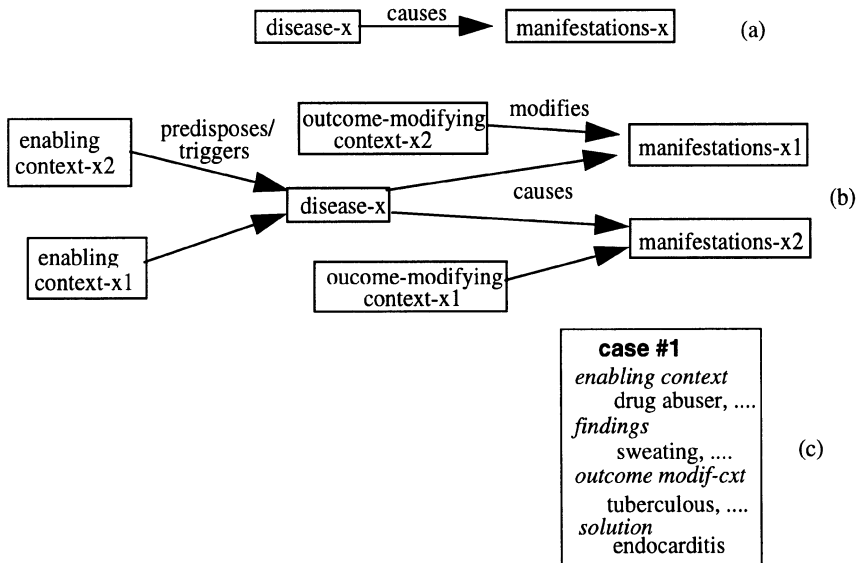 causes
disease-x
manifestations-x
(a)
enabling
context-x2
predisposes/
triggers
outcome-modifying
context-x2
modifies
manifestations-x1
disease-x
causes
(b)
manifestations-x2
enabling
context-x1
oucome-modifying
context-x1
case #1
enabling context
drug abuser, ....
findings
sweating, ....
(c)
outcome modif-cxt
tuberculous, ....
solution
endocarditis